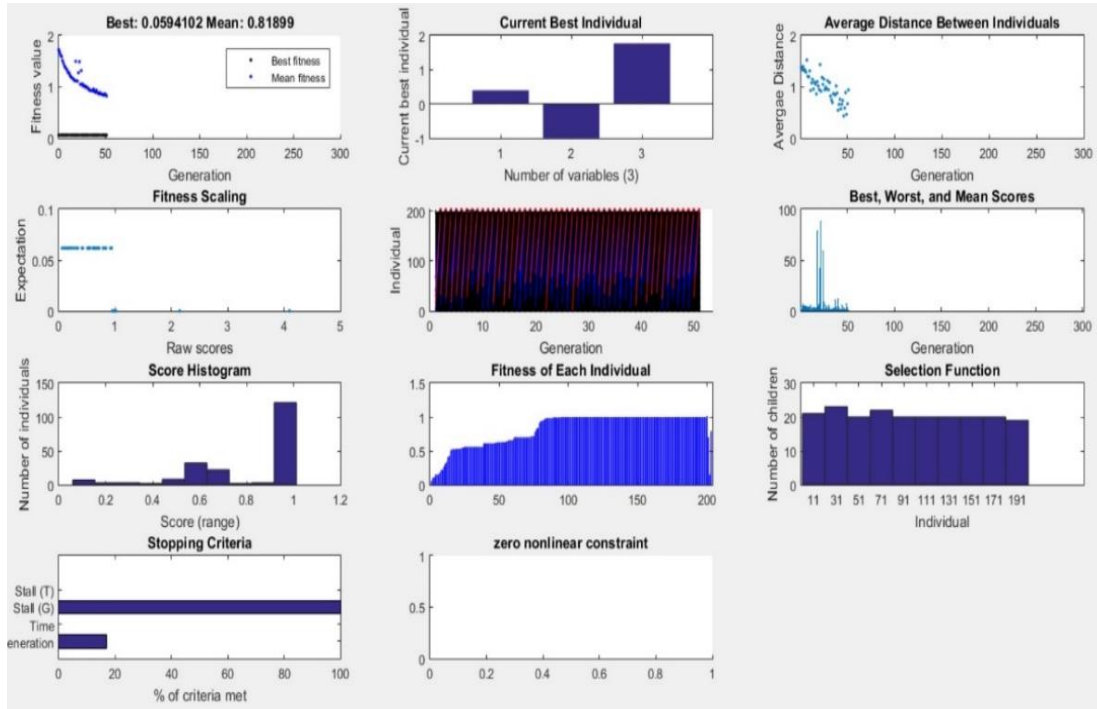 Best: 0.0594102 Mean: 0.81899
Fitness value
2
1
0
0 50 100 150 200 250 300
Generation
Best fitness
Mean fitness
Current Best Individual
Current best individual
2
1
0
-1
1 2 3
Number of variables (3)
Average Distance Between Individuals
Avergae Distance
2
1
0
0 50 100 150 200 250 300
Generation
Fitness Scaling
Expectation
0.1
0.05
0
0 1 2 3 4 5
Raw scores
Individual
200
100
0
0 10 20 30 40 50
Generation
Best, Worst, and Mean Scores
100
50
0
0 50 100 150 200 250 300
Generation
Score Histogram
Number of individuals
150
100
50
0
0 0.2 0.4 0.6 0.8 1 1.2
Score (range)
Fitness of Each Individual
1.5
1
0.5
0
0 50 100 150 200
Selection Function
Number of children
30
20
10
0
11 31 51 71 91 111 131 151 171 191
Individual
Stopping Criteria
Stall (T)
Stall (G)
Time
eneration
0 20 40 60 80 100
% of criteria met
zero nonlinear constraint
1
0.5
0
0 0.2 0.4 0.6 0.8 1